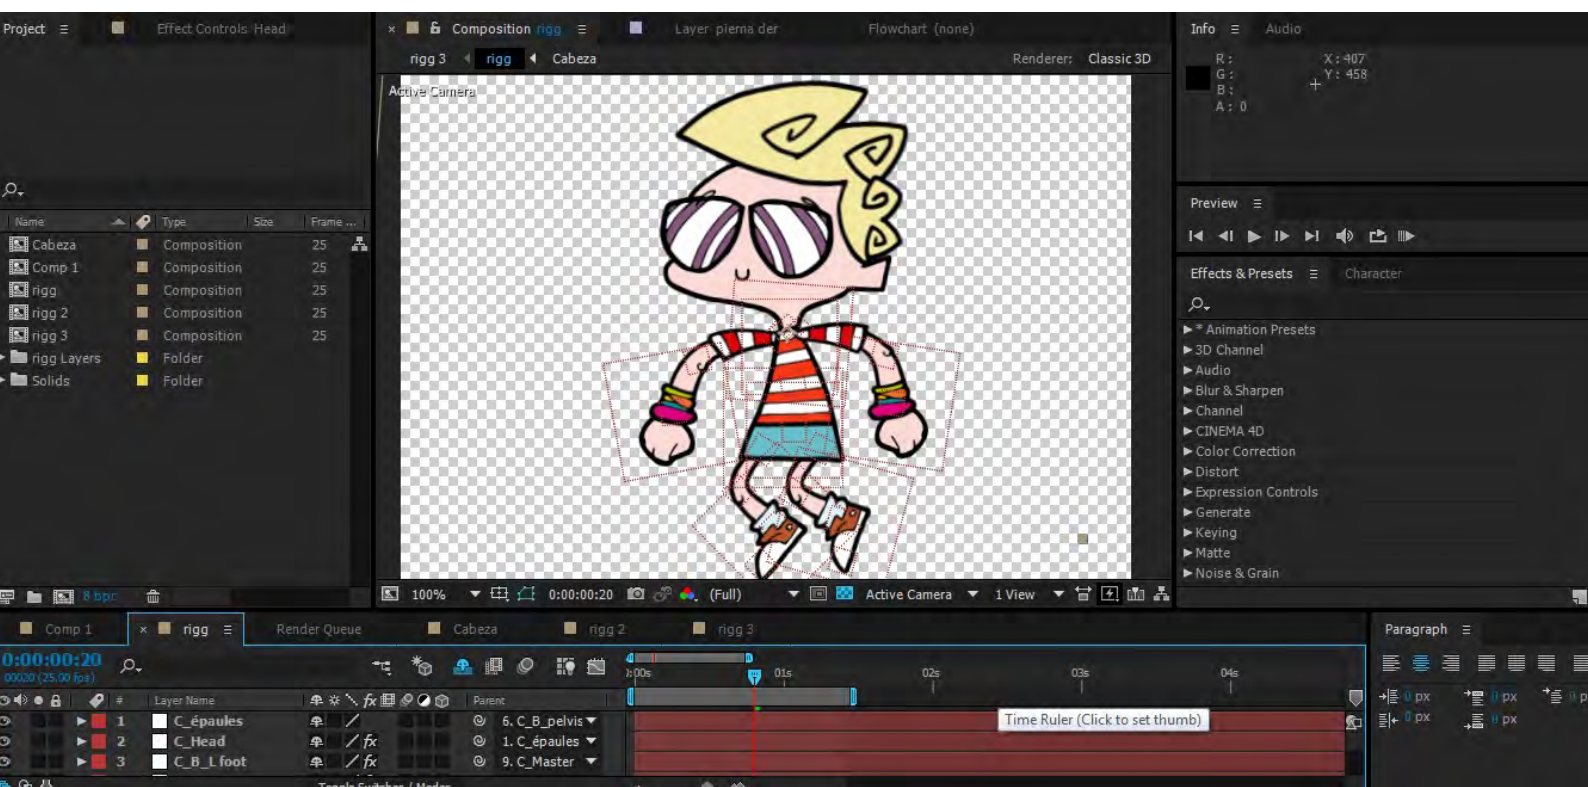 Project
Effect Controls Head
Composition rigg
Layer pierna der
Flowchart (none)
Info
Audio
rigg 3
rigg
Cabeza
Renderer: Classic 3D
Active Camera
R :
G :
B :
A : 0
X : 407
Y : 458
Name
Type
Size
Frame ...
Cabeza Composition 25
Comp 1 Composition 25
rigg Composition 25
rigg 2 Composition 25
rigg 3 Composition 25
rigg Layers Folder
Solids Folder
Preview
Effects & Presets
Character
* Animation Presets
3D Channel
Audio
Blur & Sharpen
Channel
CINEMA 4D
Color Correction
Distort
Expression Controls
Generate
Keying
Matte
Noise & Grain
8 bpc
100%
0:00:00:20
(Full)
Active Camera
1 View
Comp 1
rigg
Render Queue
Cabeza
rigg 2
rigg 3
Paragraph
0:00:00:20
00020 (25.00 fps)
01s
02s
03s
04s
#
Layer Name
fx
Parent
1 C_épaules 6. C_B_pelvis
2 C_Head fx 1. C_épaules
3 C_B_L foot fx 9. C_Master
Time Ruler (Click to set thumb)
0 px
0 px
0 px
0 px